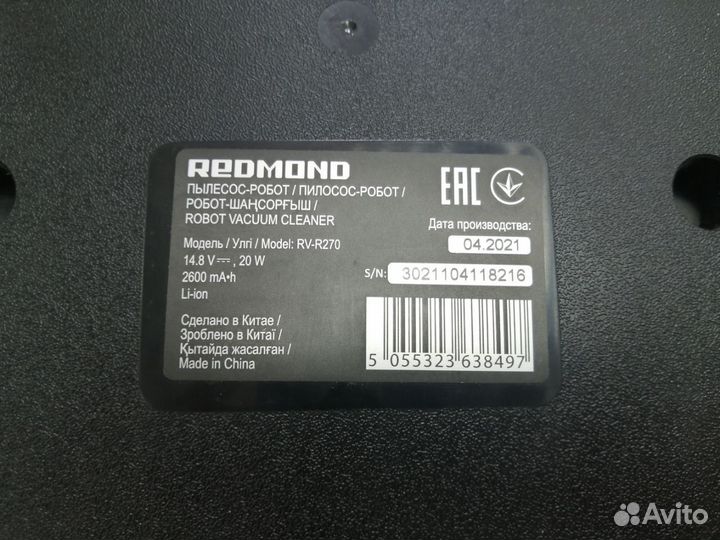 REDMOND
ПЫЛЕСОС-РОБОТ / ПИЛОСОС-РОБОТ /
РОБОТ-ШАҢСОРҒЫШ /
ROBOT VACUUM CLEANER
Модель / Улгі / Model: RV-R270
14.8 V⎓, 20 W
2600 mA•h
Li-ion
Сделано в Китае /
Зроблено в Китаї /
Қытайда жасалған /
Made in China
EAC
Дата производства:
04.2021
S/N: 3021104118216
5 055323 638497
Avito